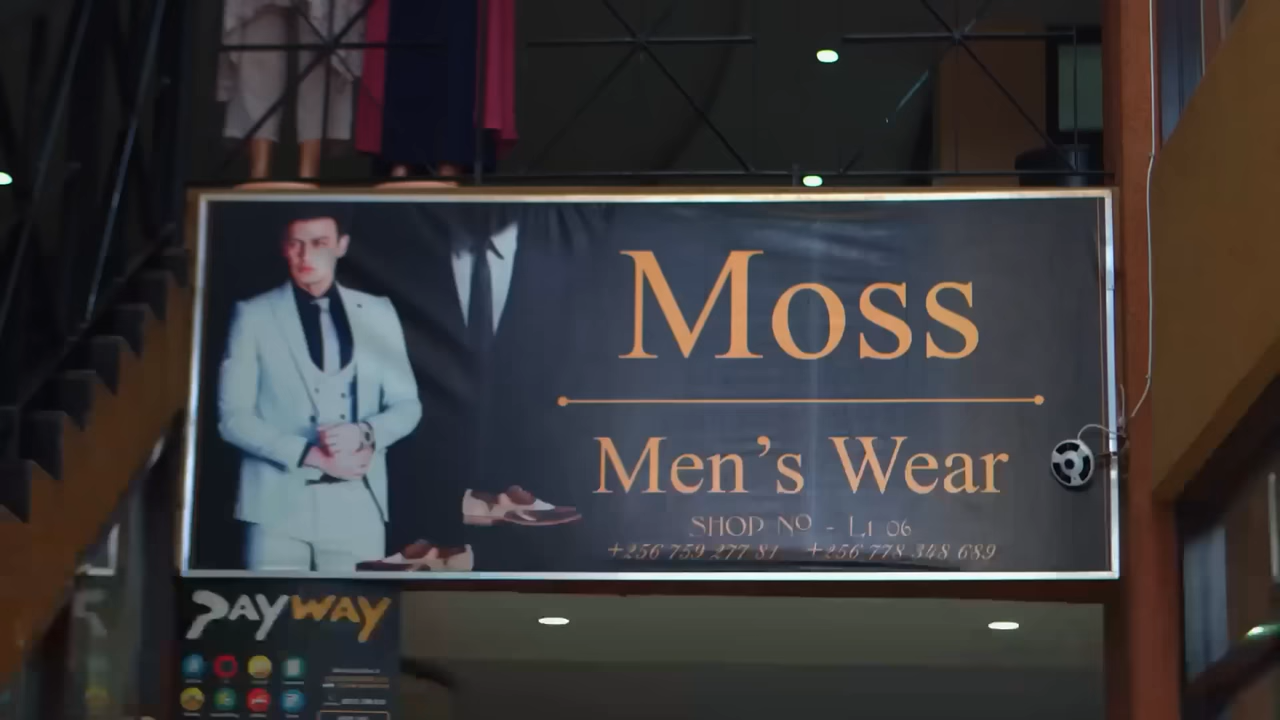 Moss
Men's Wear
SHOP Nº - L1 06
+256 759 277 81 +256 778 348 689
PAYWAY